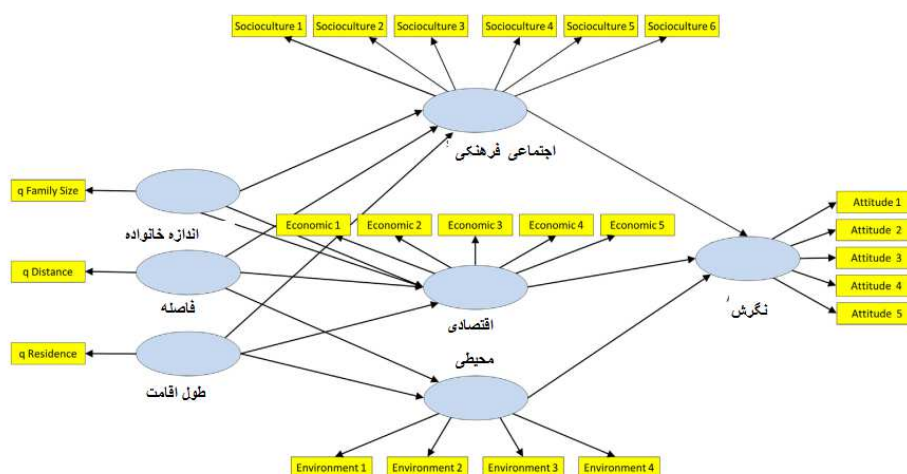 Socioculture 1 Socioculture 2 Socioculture 3 Socioculture 4 Socioculture 5 Socioculture 6
اجتماعی فرهنکی
q Family Size
اندازه خانواده
Economic 1 Economic 2 Economic 3 Economic 4 Economic 5
Attitude 1
Attitude 2
Attitude 3
Attitude 4
Attitude 5
q Distance
فاصله
نگرش
اقتصادی
q Residence
طول اقامت
محیطی
Environment 1 Environment 2 Environment 3 Environment 4